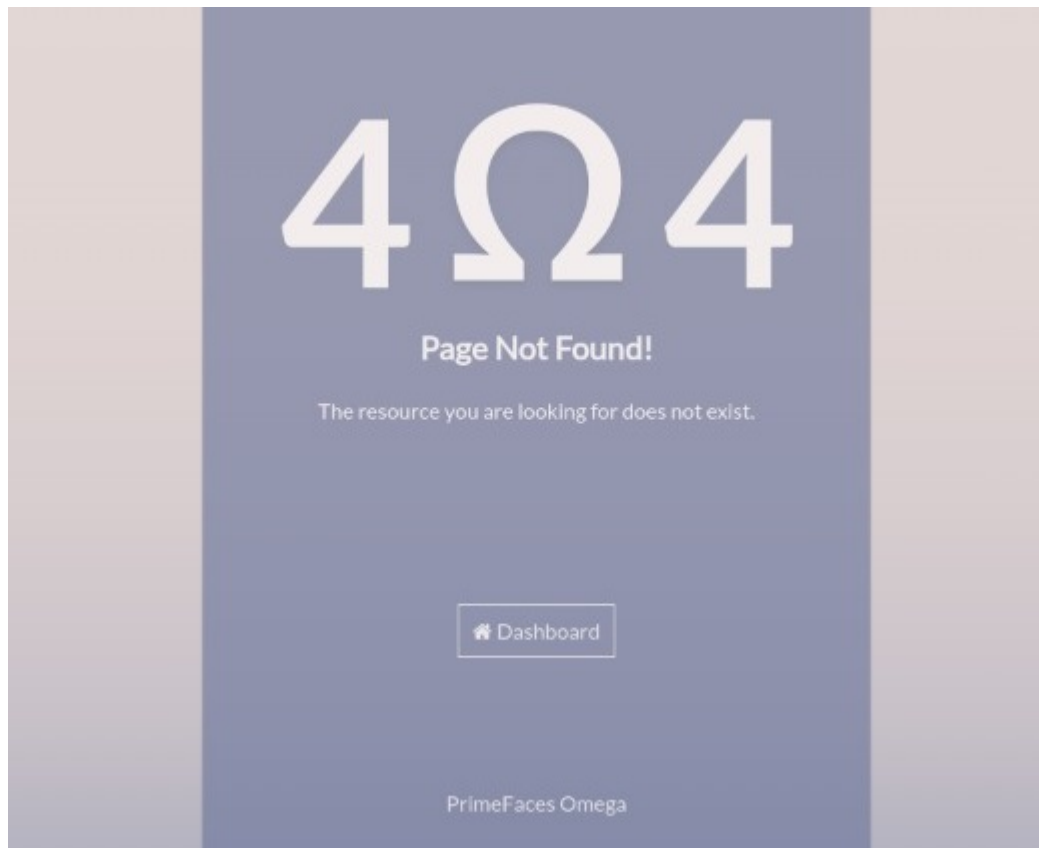 4Ω4
Page Not Found!
The resource you are looking for does not exist.
Dashboard
PrimeFaces Omega